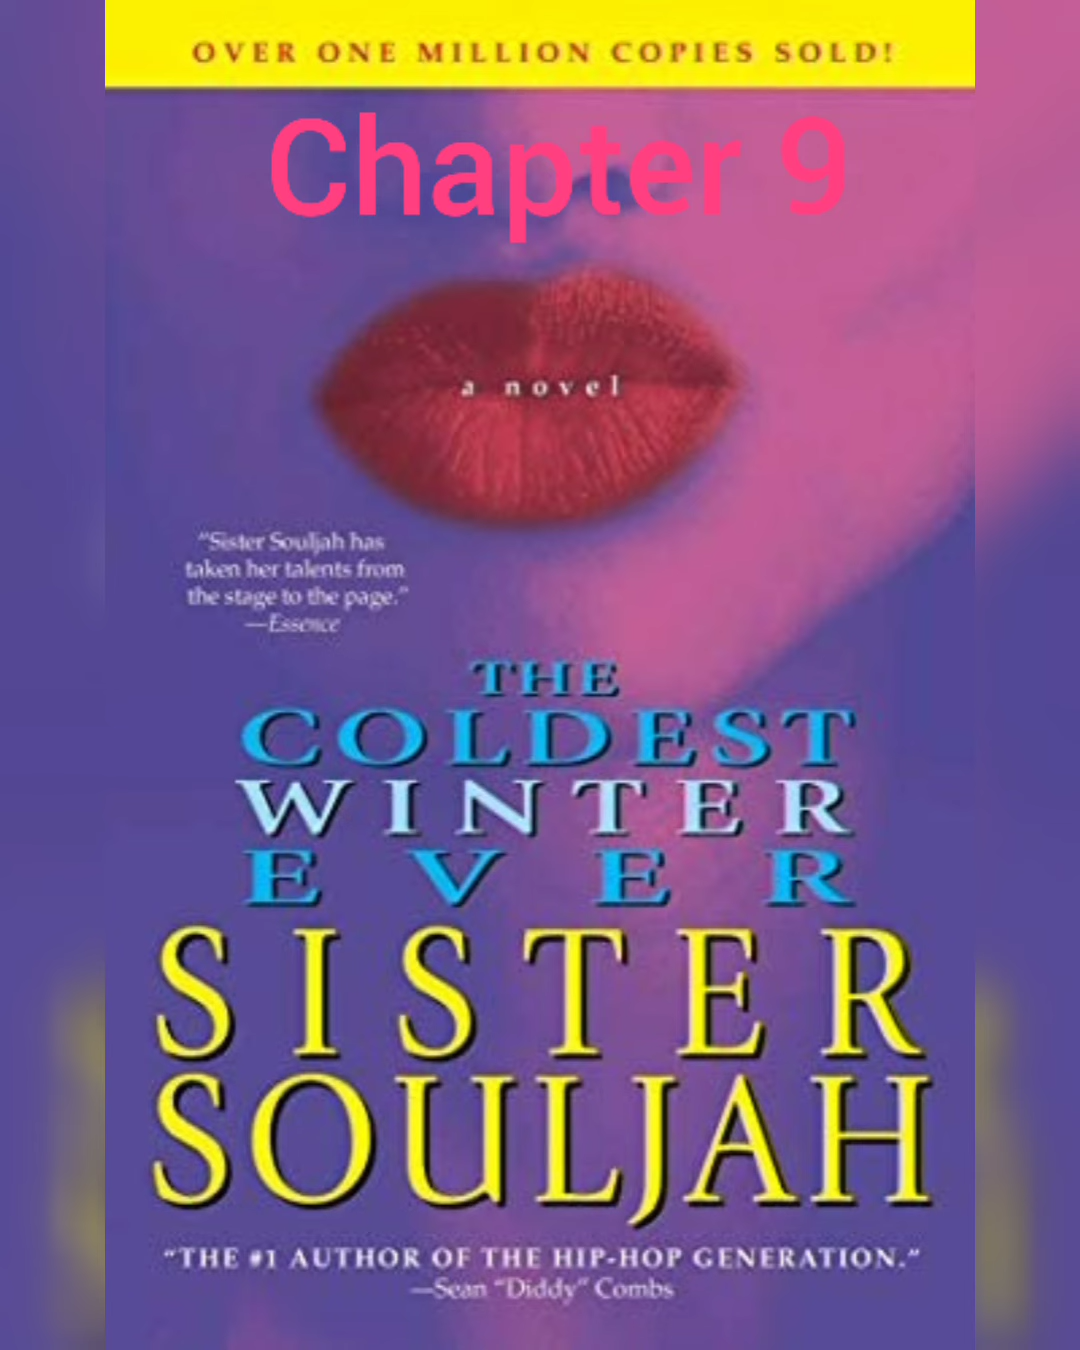 OVER ONE MILLION COPIES SOLD!
Chapter 9
a novel
“Sister Souljah has
taken her talents from
the stage to the page.”
—Essence
THE
COLDEST
WINTER
EVER
SISTER
SOULJAH
“THE #1 AUTHOR OF THE HIP-HOP GENERATION.”
—Sean “Diddy” Combs